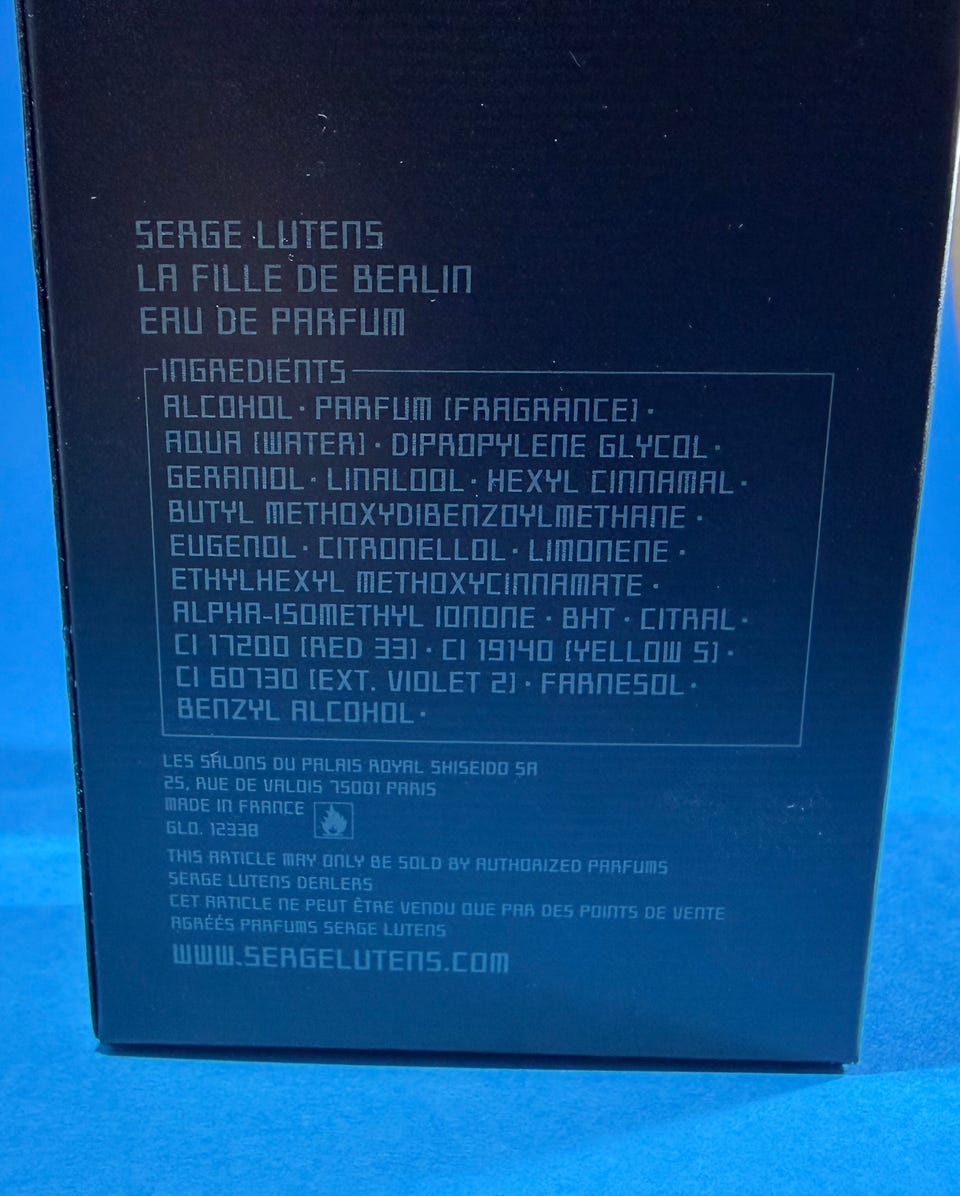 SERGE LUTENS
LA FILLE DE BERLIN
EAU DE PARFUM
INGREDIENTS
ALCOHOL · PARFUM [FRAGRANCE] ·
AQUA [WATER] · DIPROPYLENE GLYCOL ·
GERANIOL · LINALOOL · HEXYL CINNAMAL ·
BUTYL METHOXYDIBENZOYLMETHANE ·
EUGENOL · CITRONELLOL · LIMONENE ·
ETHYLHEXYL METHOXYCINNAMATE ·
ALPHA-ISOMETHYL IONONE · BHT · CITRAL ·
CI 17200 [RED 33] · CI 19140 [YELLOW 5] ·
CI 60730 [EXT. VIOLET 2] · FARNESOL ·
BENZYL ALCOHOL ·
LES SALONS DU PALAIS ROYAL SHISEIDO SA
25, RUE DE VALOIS 75001 PARIS
MADE IN FRANCE
GLO. 12338
THIS ARTICLE MAY ONLY BE SOLD BY AUTHORIZED PARFUMS
SERGE LUTENS DEALERS
CET ARTICLE NE PEUT ÊTRE VENDU QUE PAR DES POINTS DE VENTE
AGRÉÉS PARFUMS SERGE LUTENS
WWW.SERGELUTENS.COM